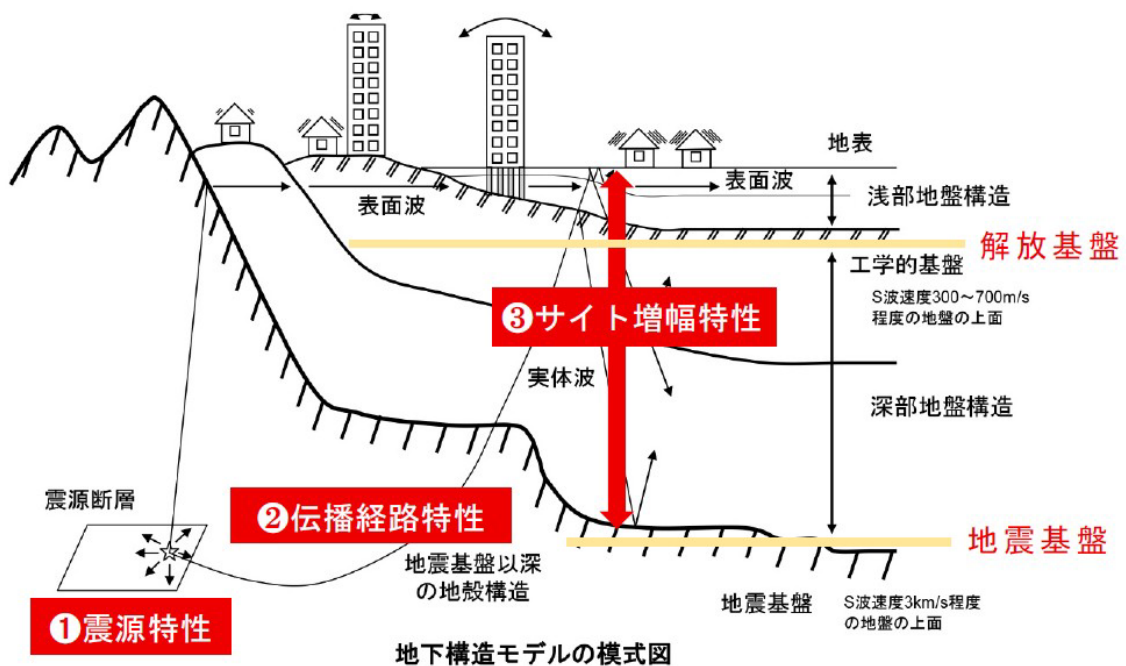 地表
表面波
表面波
浅部地盤構造
解放基盤
工学的基盤
S波速度300～700m/s
程度の地盤の上面
❸サイト増幅特性
実体波
深部地盤構造
震源断層
❷伝播経路特性
地震基盤以深
の地殻構造
地震基盤
地震基盤
S波速度3km/s程度
の地盤の上面
❶震源特性
地下構造モデルの模式図